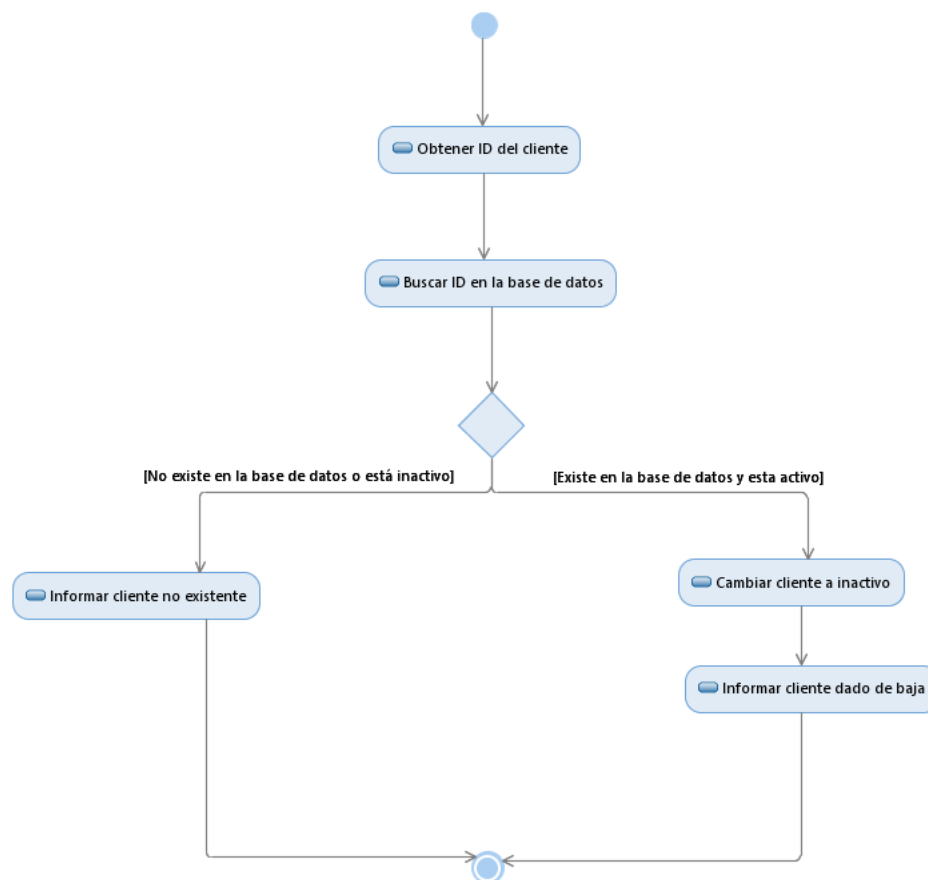 Obtener ID del cliente
Buscar ID en la base de datos
[No existe en la base de datos o está inactivo]
[Existe en la base de datos y esta activo]
Informar cliente no existente
Cambiar cliente a inactivo
Informar cliente dado de baja